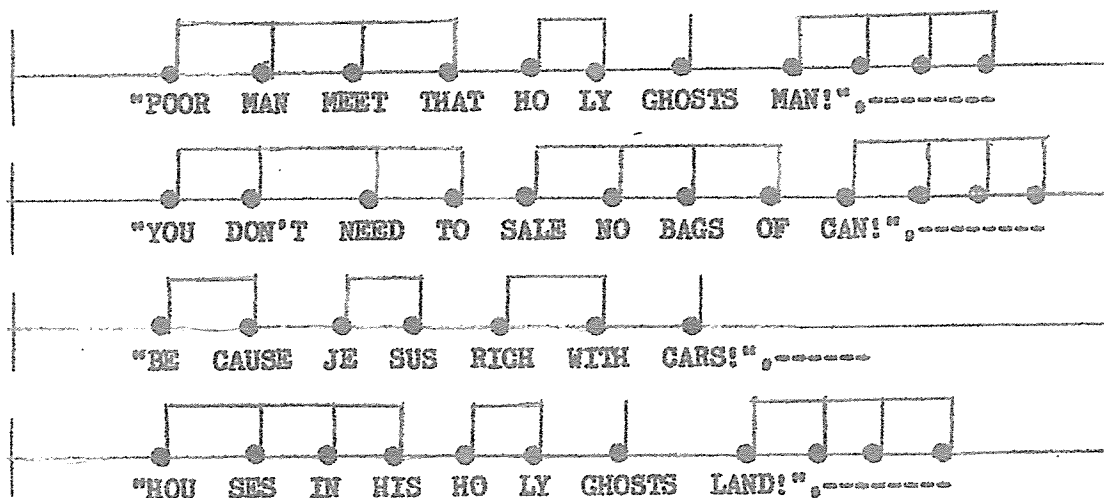 "POOR MAN MEET THAT HO LY GHOSTS MAN!",--------
"YOU DON'T NEED TO SALE NO BAGS OF CAN!",--------
"BE CAUSE JE SUS RICH WITH CARS!",------
"HOU SES IN HIS HO LY GHOSTS LAND!",--------